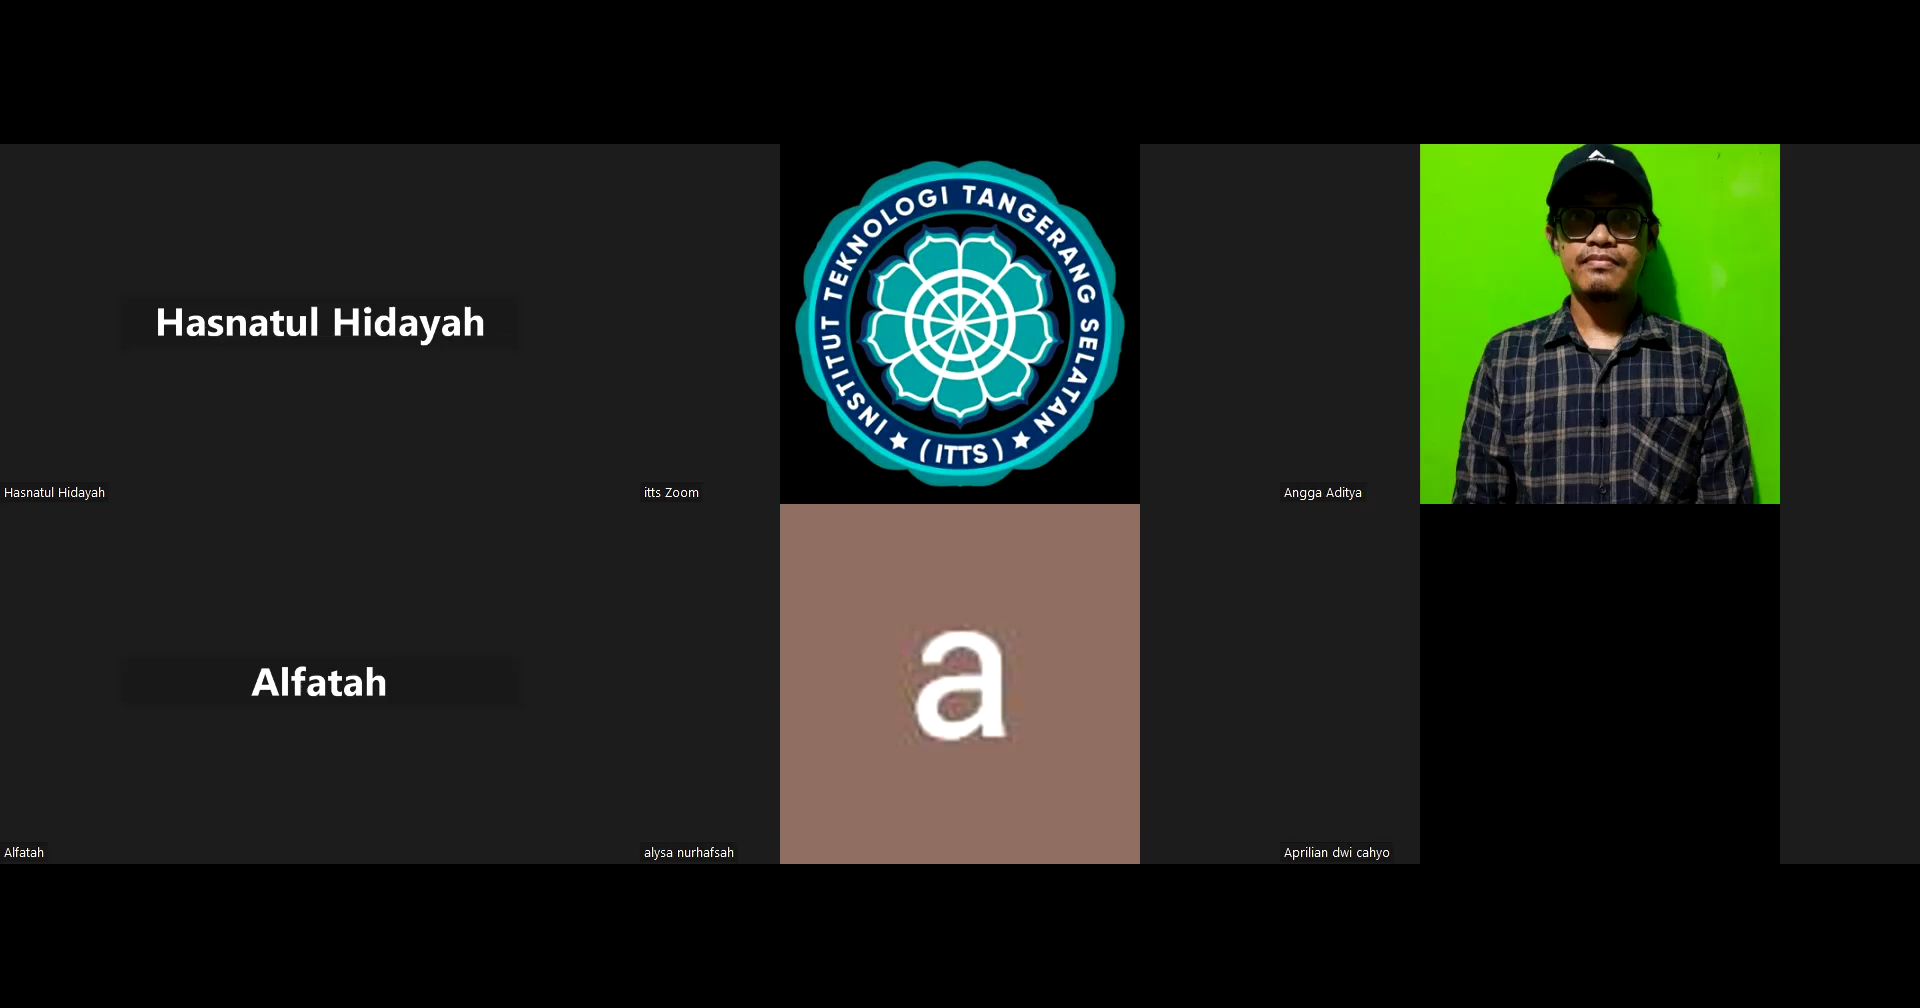 Hasnatul Hidayah
Hasnatul Hidayah
itts Zoom
INSTITUT TEKNOLOGI TANGERANG SELATAN
(ITTS)
Angga Aditya
Alfatah
Alfatah
alysa nurhafsah
a
Aprilian dwi cahyo